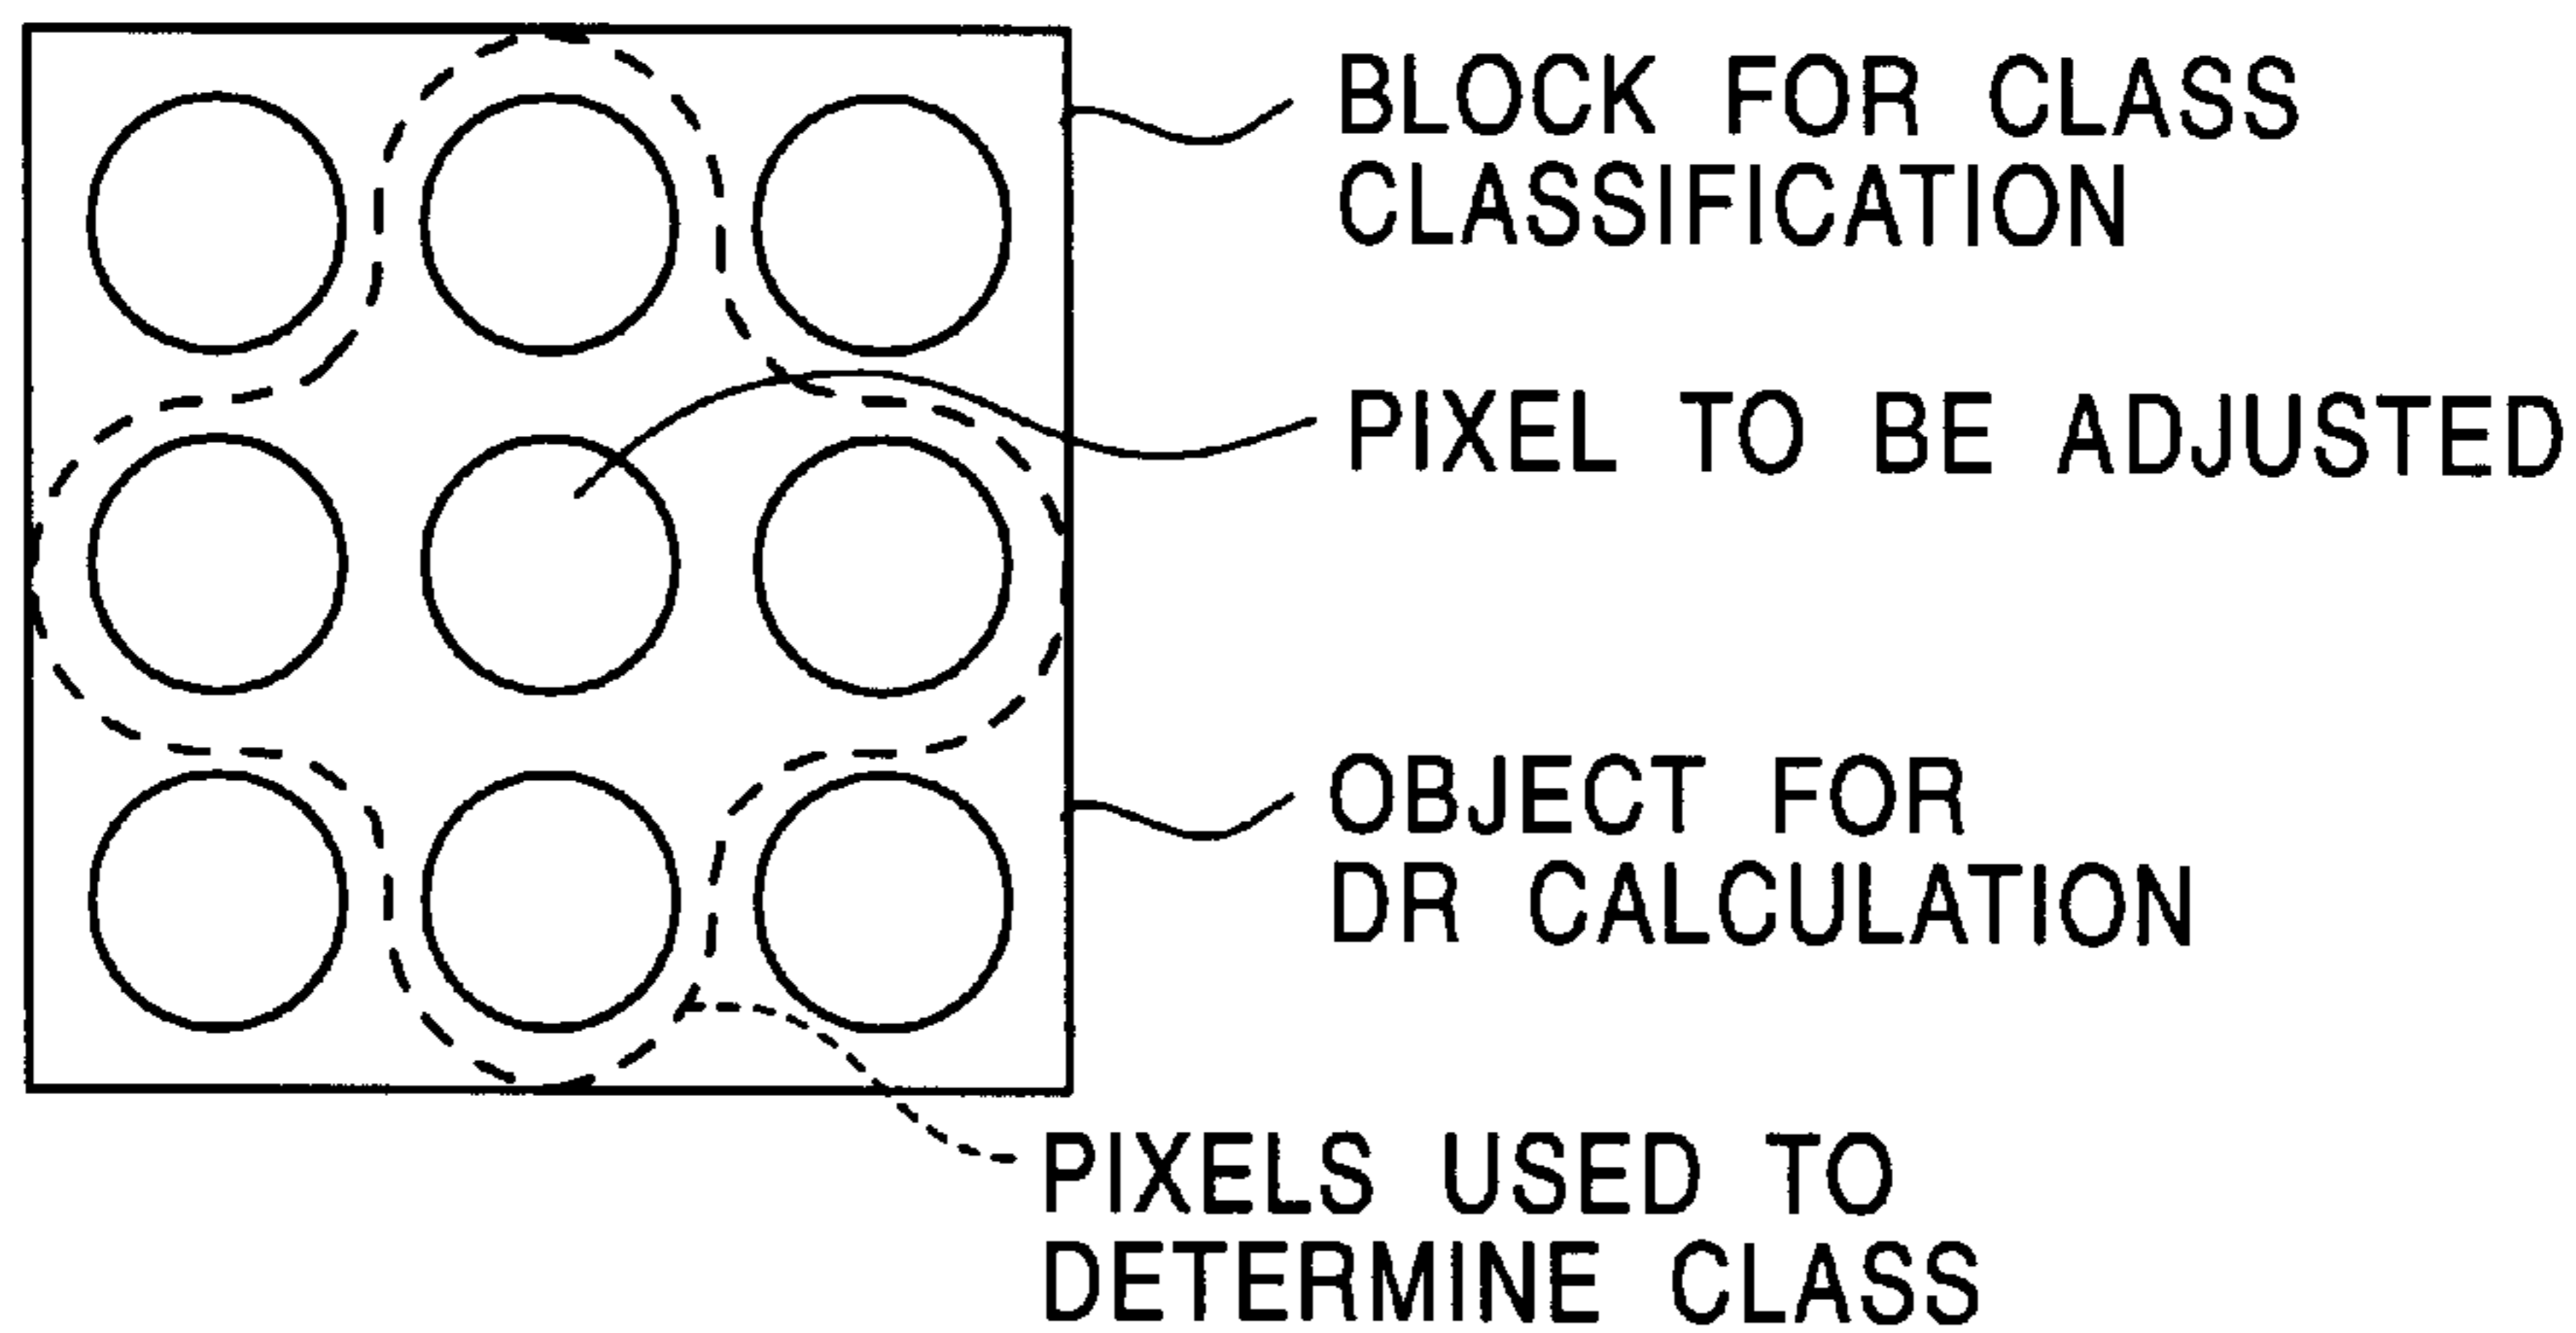 BLOCK FOR CLASS
CLASSIFICATION
PIXEL TO BE ADJUSTED
OBJECT FOR
DR CALCULATION
PIXELS USED TO
DETERMINE CLASS